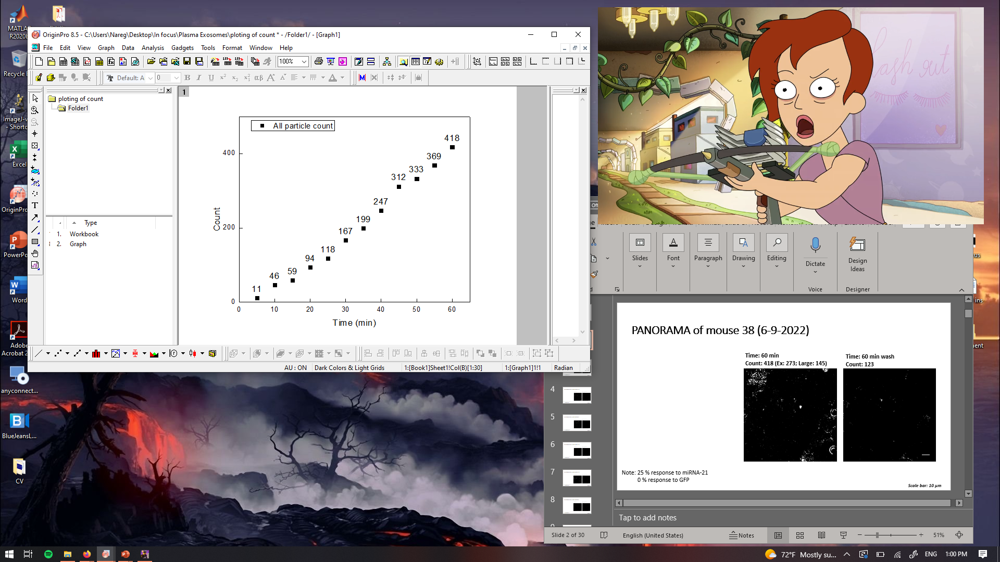 MATLAB
R2020b
Recycle
ImageJ-w
- Shortc
Excel
OriginPro
PowerPo
Word
Adobe
Acrobat 2
anyconnect...
BlueJeansL...
CV
OriginPro 8.5 - C:\Users\Nareg\Desktop\In focus\Plasma Exosomes\ploting of count * - /Folder1/ - [Graph1]
File Edit View Graph Data Analysis Gadgets Tools Format Window Help
100%
Default: A 0 B I U
ploting of count
Folder1
Type
1. Workbook
2. Graph
1
All particle count
Count
400
200
0
11
46
59
94
118
167
199
247
312
333
369
418
0 10 20 30 40 50 60
Time (min)
AU : ON Dark Colors & Light Grids 1:[Book1]Sheet1!Col(B)[1:30] 1:[Graph1]1!1 Radian
Slides
Font
Paragraph
Drawing
Editing
Dictate
Design
Ideas
Voice
Designer
PANORAMA of mouse 38 (6-9-2022)
Time: 60 min
Count: 418 (Ex: 273; Large: 145)
Time: 60 min wash
Count: 123
Note: 25 % response to miRNA-21
0 % response to GFP
Scale bar: 10 µm
4
5
6
7
8
Tap to add notes
Slide 2 of 30 English (United States) Notes 51%
72°F Mostly su... ENG 1:00 PM